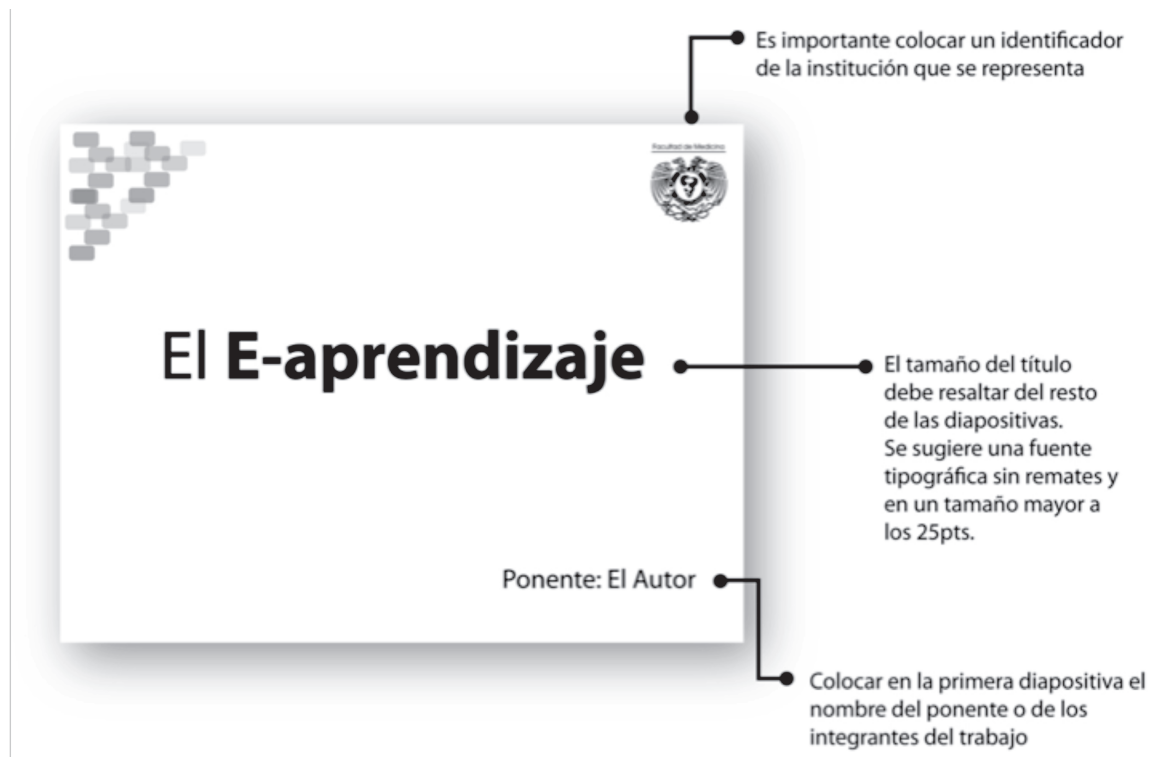 Es importante colocar un identificador
de la institución que se representa
Facultad de Medicina
El E-aprendizaje
El tamaño del título
debe resaltar del resto
de las diapositivas.
Se sugiere una fuente
tipográfica sin remates y
en un tamaño mayor a
los 25pts.
Ponente: El Autor
Colocar en la primera diapositiva el
nombre del ponente o de los
integrantes del trabajo